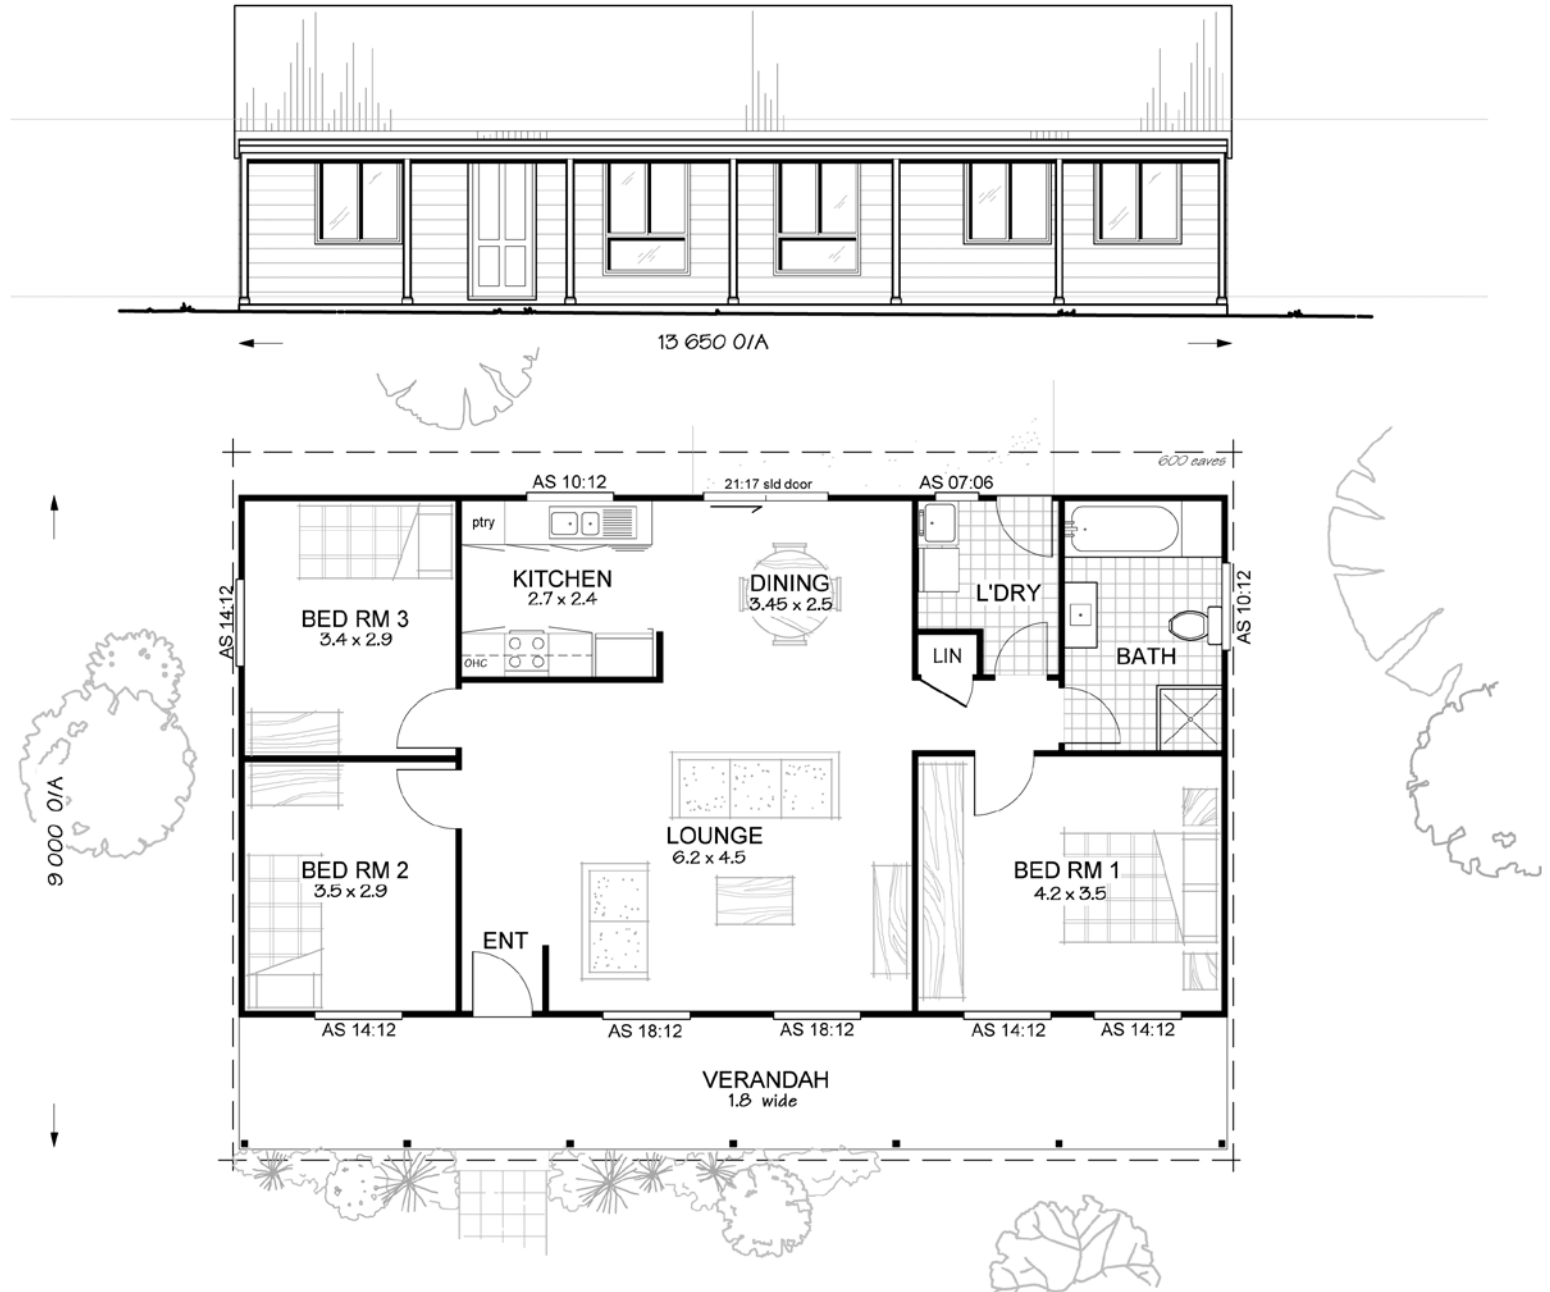 13 650 O/A
600 eaves
AS 10:12
21:17 sld door
AS 07:06
ptry
KITCHEN
2.7 x 2.4
DINING
3.45 x 2.5
L'DRY
AS 14:12
AS 10:12
BED RM 3
3.4 x 2.9
OHC
LIN
BATH
9 000 O/A
LOUNGE
6.2 x 4.5
BED RM 2
3.5 x 2.9
BED RM 1
4.2 x 3.5
ENT
AS 14:12
AS 18:12
AS 18:12
AS 14:12
AS 14:12
VERANDAH
1.8 wide